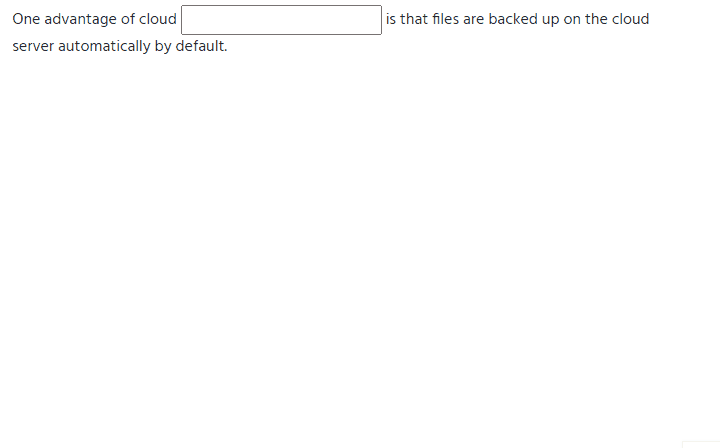 One advantage of cloud is that files are backed up on the cloud
server automatically by default.